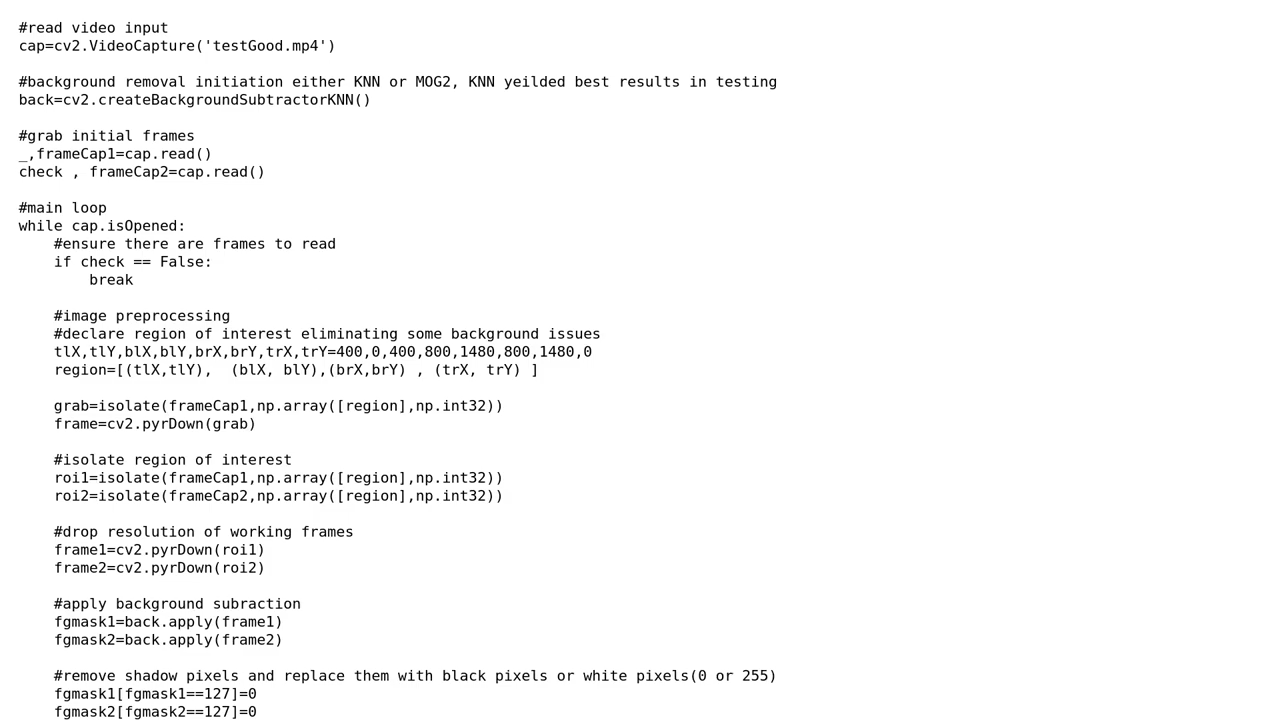 #read video input
cap=cv2.VideoCapture('testGood.mp4')
#background removal initiation either KNN or MOG2, KNN yeilded best results in testing
back=cv2.createBackgroundSubtractorKNN()
#grab initial frames
_,frameCap1=cap.read()
check , frameCap2=cap.read()
#main loop
while cap.isOpened:
    #ensure there are frames to read
    if check == False:
        break
    #image preprocessing
    #declare region of interest eliminating some background issues
    tlX,tlY,blX,blY,brX,brY,trX,trY=400,0,400,800,1480,800,1480,0
    region=[(tlX,tlY),  (blX, blY),(brX,brY) , (trX, trY) ]
    grab=isolate(frameCap1,np.array([region],np.int32))
    frame=cv2.pyrDown(grab)
    #isolate region of interest
    roi1=isolate(frameCap1,np.array([region],np.int32))
    roi2=isolate(frameCap2,np.array([region],np.int32))
    #drop resolution of working frames
    frame1=cv2.pyrDown(roi1)
    frame2=cv2.pyrDown(roi2)
    #apply background subraction
    fgmask1=back.apply(frame1)
    fgmask2=back.apply(frame2)
    #remove shadow pixels and replace them with black pixels or white pixels(0 or 255)
    fgmask1[fgmask1==127]=0
    fgmask2[fgmask2==127]=0